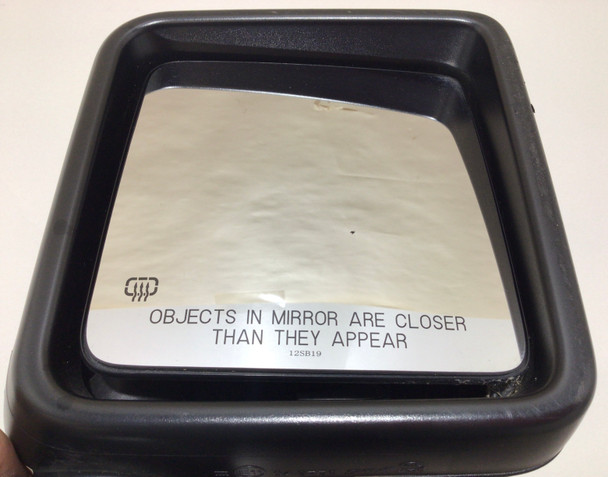 OBJECTS IN MIRROR ARE CLOSER
THAN THEY APPEAR
12SB19